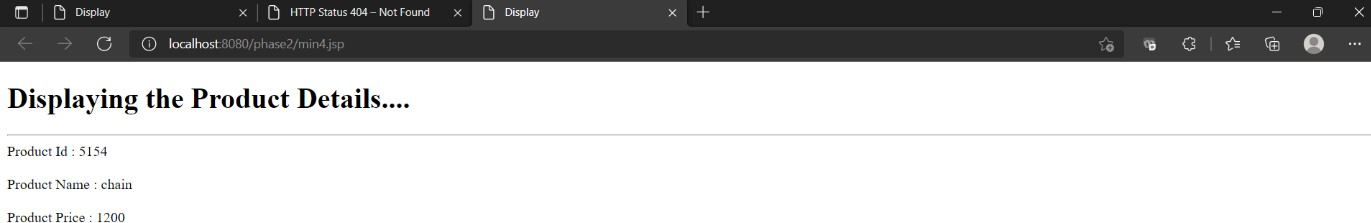 Display
HTTP Status 404 – Not Found
Display
localhost:8080/phase2/min4.jsp
Displaying the Product Details....
Product Id : 5154
Product Name : chain
Product Price : 1200